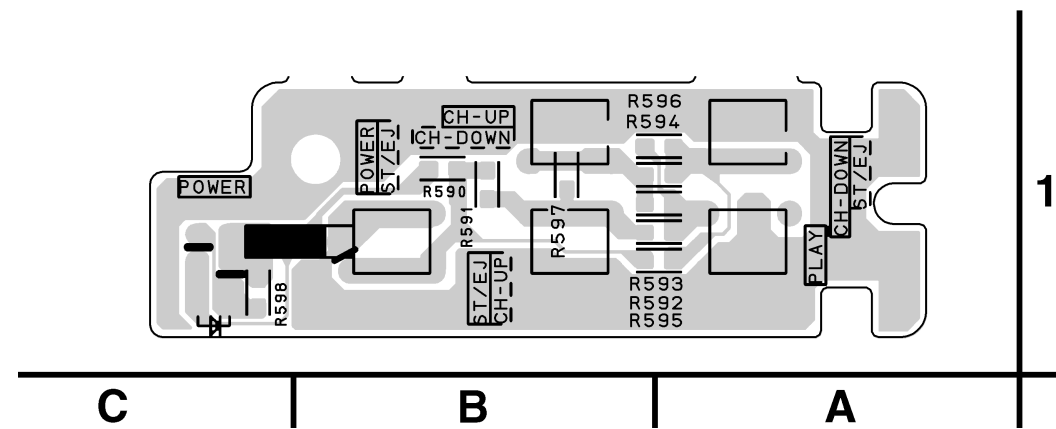 R596
R594
CH-UP
CH-DOWN
POWER
ST/EJ
POWER
R590
R591
R597
CH-DOWN
ST/EJ
PLAY
1
ST/EJ
CH-UP
R598
R593
R592
R595
C
B
A